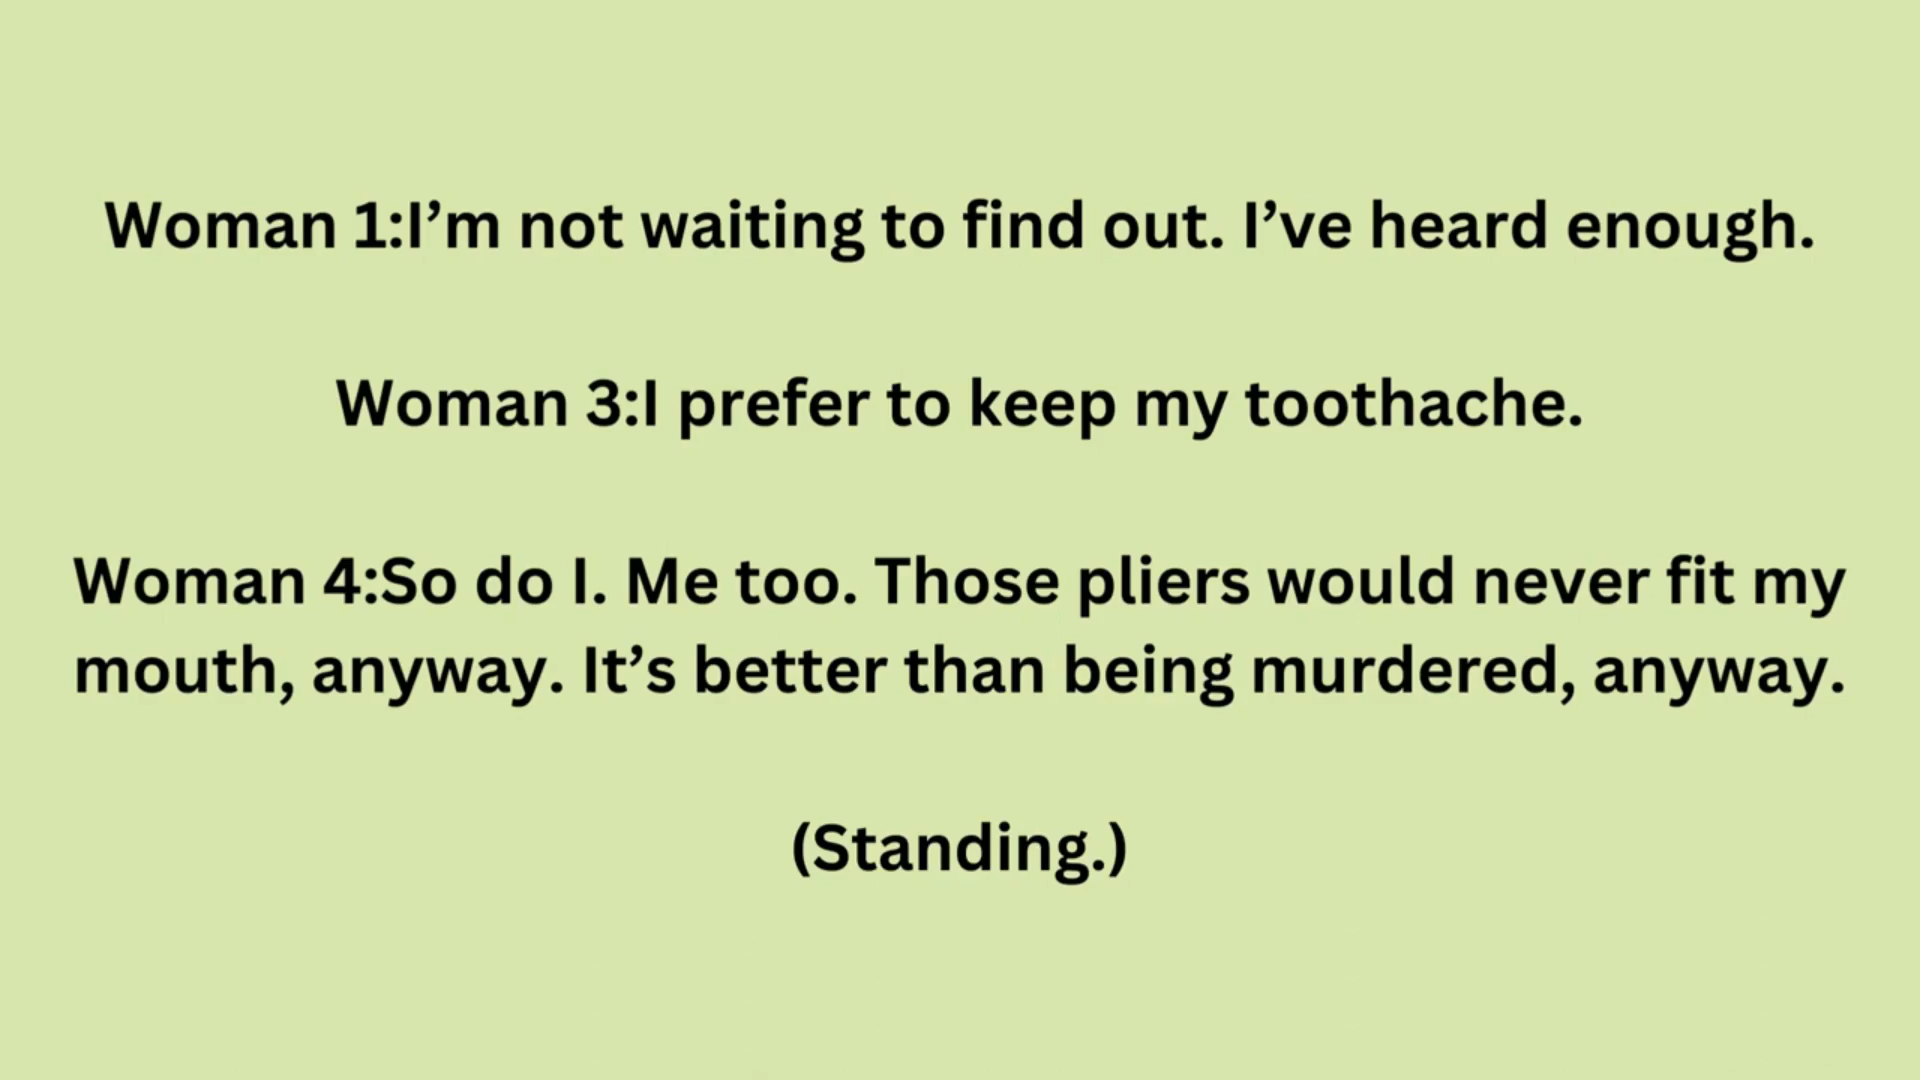 Woman 1:I’m not waiting to find out. I’ve heard enough.
Woman 3:I prefer to keep my toothache.
Woman 4:So do I. Me too. Those pliers would never fit my
mouth, anyway. It’s better than being murdered, anyway.
(Standing.)